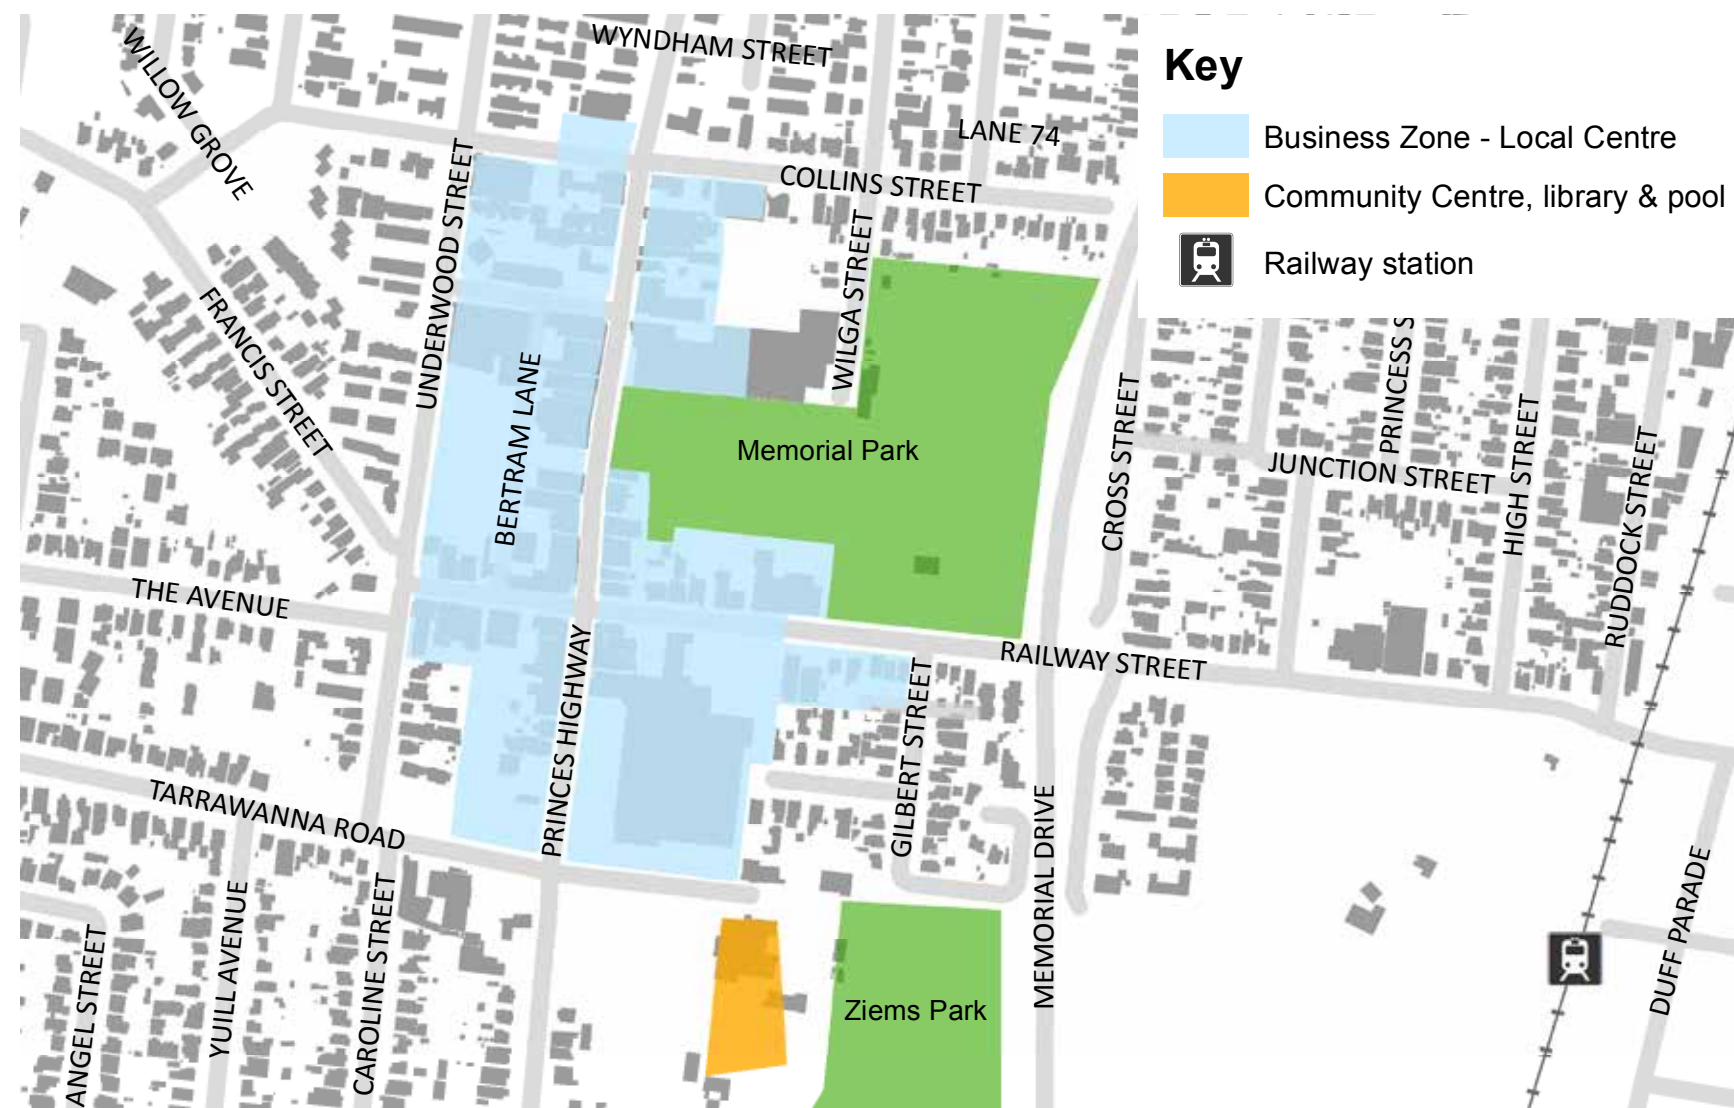 WYNDHAM STREET
WILLOW GROVE
LANE 74
COLLINS STREET
UNDERWOOD STREET
WILGA STREET
FRANCIS STREET
BERTRAM LANE
Memorial Park
CROSS STREET
PRINCESS S
JUNCTION STREET
HIGH STREET
RUDDOCK STREET
THE AVENUE
RAILWAY STREET
PRINCES HIGHWAY
GILBERT STREET
TARRAWANNA ROAD
MEMORIAL DRIVE
DUFF PARADE
ANGEL STREET
YUILL AVENUE
CAROLINE STREET
Ziems Park
Key
Business Zone - Local Centre
Community Centre, library & pool
Railway station